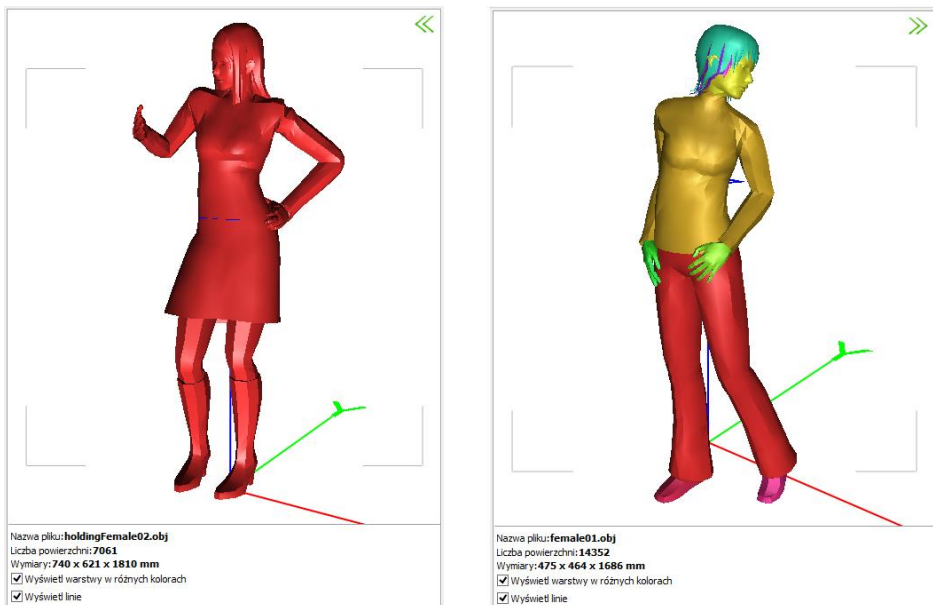 Nazwa pliku:holdingFemale02.obj
Liczba powierzchni:7061
Wymiary:740 x 621 x 1810 mm
Wyświetl warstwy w różnych kolorach
Wyświetl linie
Nazwa pliku:female01.obj
Liczba powierzchni:14352
Wymiary:475 x 464 x 1686 mm
Wyświetl warstwy w różnych kolorach
Wyświetl linie